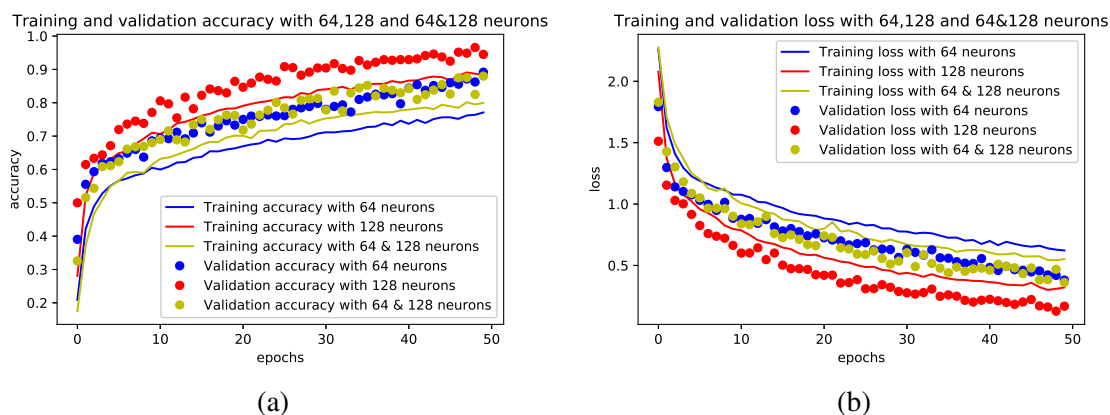 Training and validation accuracy with 64,128 and 64&128 neurons
1.0
0.9
0.8
0.7
0.6
0.5
0.4
0.3
0.2
accuracy
Training accuracy with 64 neurons
Training accuracy with 128 neurons
Training accuracy with 64 & 128 neurons
Validation accuracy with 64 neurons
Validation accuracy with 128 neurons
Validation accuracy with 64 & 128 neurons
0 10 20 30 40 50
epochs
(a)
Training and validation loss with 64,128 and 64&128 neurons
2.0
1.5
1.0
0.5
loss
Training loss with 64 neurons
Training loss with 128 neurons
Training loss with 64 & 128 neurons
Validation loss with 64 neurons
Validation loss with 128 neurons
Validation loss with 64 & 128 neurons
0 10 20 30 40 50
epochs
(b)